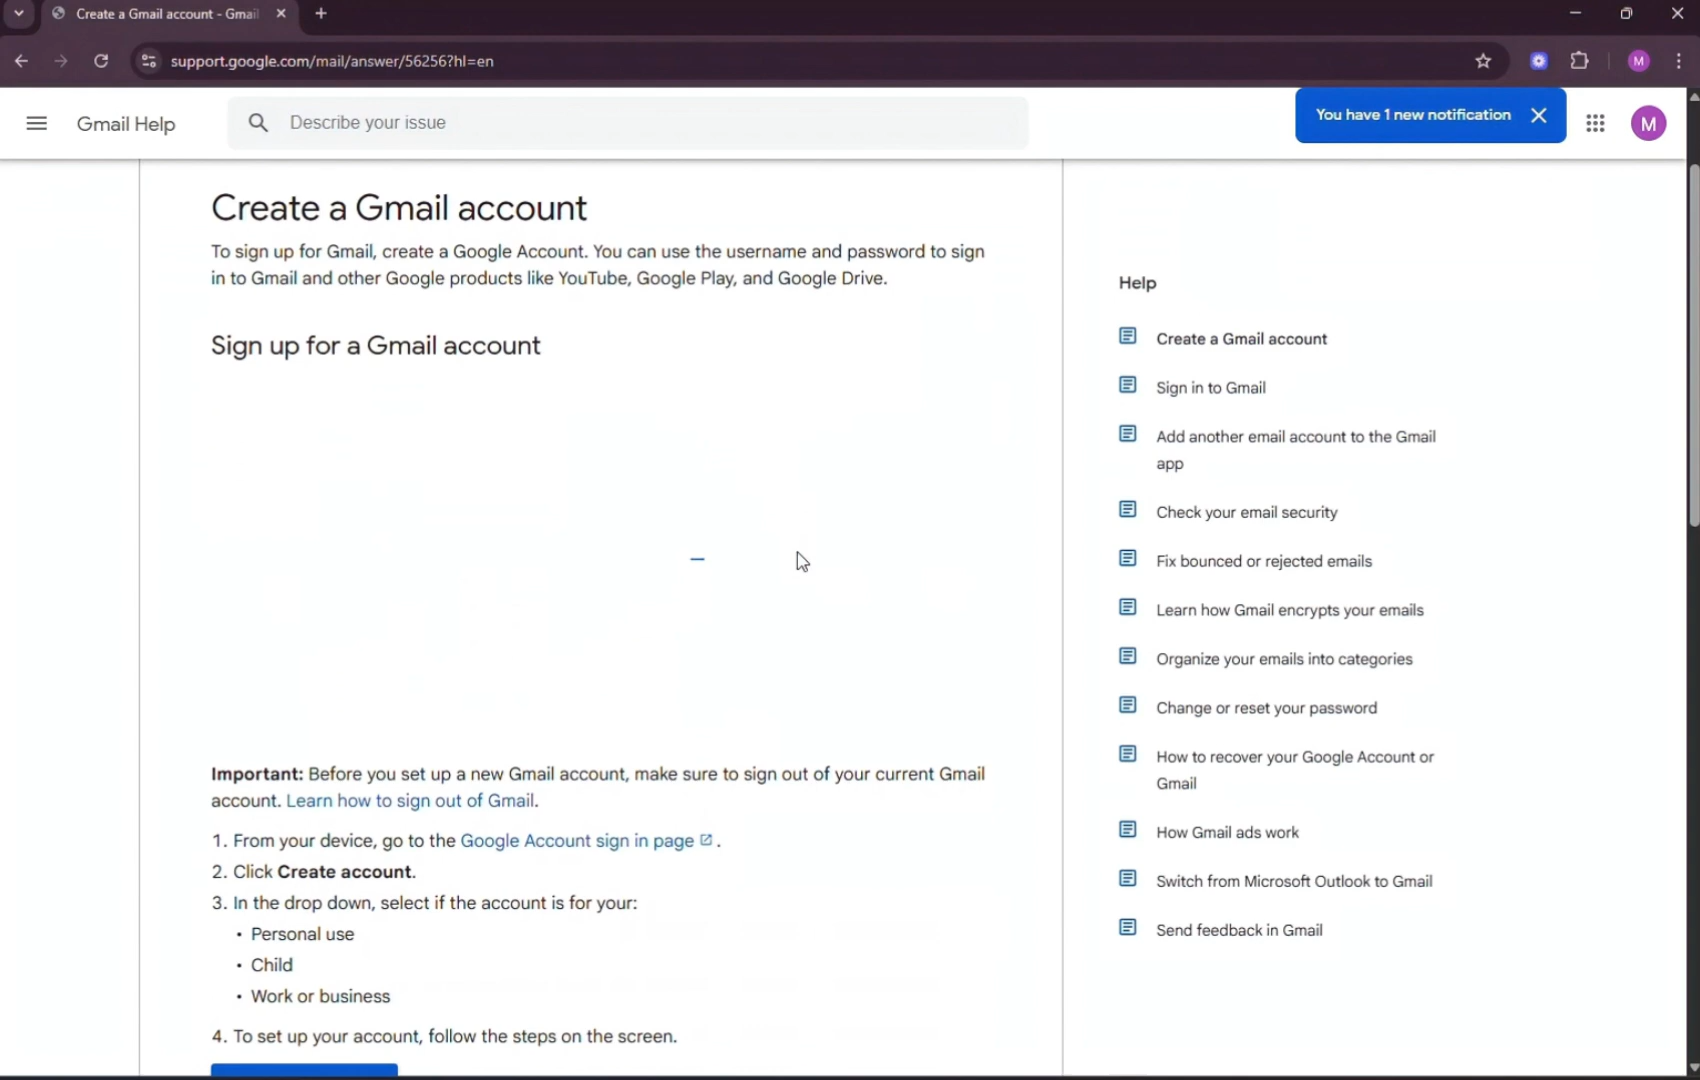 Create a Gmail account - Gmail
support.google.com/mail/answer/56256?hl=en
M
Gmail Help
Describe your issue
You have 1 new notification
M
Create a Gmail account
To sign up for Gmail, create a Google Account. You can use the username and password to sign
in to Gmail and other Google products like YouTube, Google Play, and Google Drive.
Sign up for a Gmail account
Important: Before you set up a new Gmail account, make sure to sign out of your current Gmail
account. Learn how to sign out of Gmail.
1. From your device, go to the Google Account sign in page .
2. Click Create account.
3. In the drop down, select if the account is for your:
• Personal use
• Child
• Work or business
4. To set up your account, follow the steps on the screen.
Help
Create a Gmail account
Sign in to Gmail
Add another email account to the Gmail
app
Check your email security
Fix bounced or rejected emails
Learn how Gmail encrypts your emails
Organize your emails into categories
Change or reset your password
How to recover your Google Account or
Gmail
How Gmail ads work
Switch from Microsoft Outlook to Gmail
Send feedback in Gmail